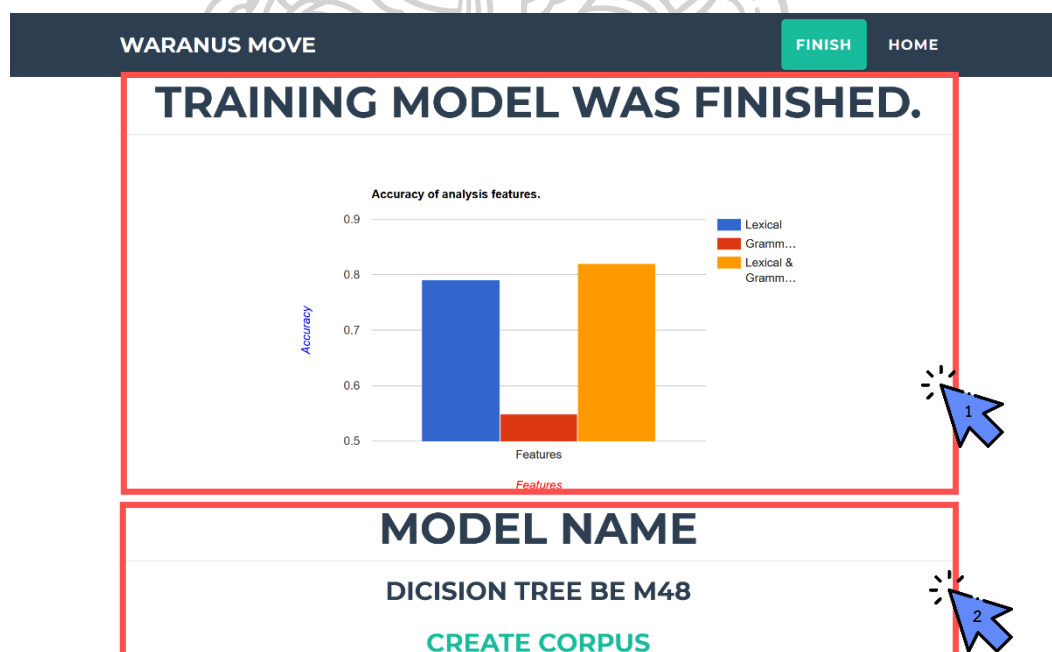 WARANUS MOVE
FINISH HOME
TRAINING MODEL WAS FINISHED.
Accuracy of analysis features.
0.9
0.8
0.7
0.6
0.5
Accuracy
Lexical
Gramm...
Lexical &
Gramm...
Features
Features
1
MODEL NAME
DICISION TREE BE M48
CREATE CORPUS
2